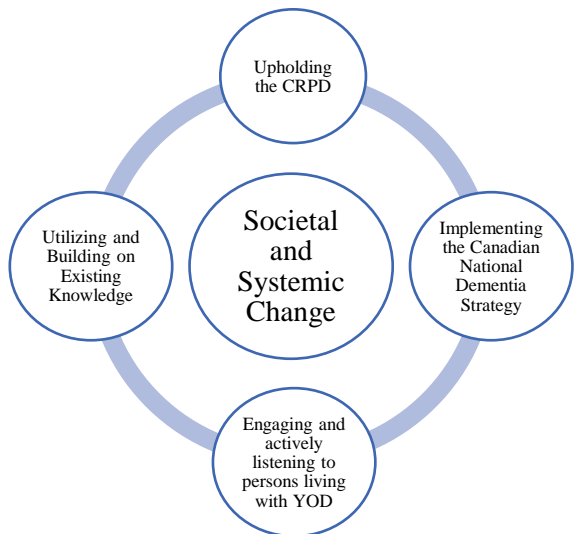 Upholding
the CRPD
Utilizing and
Building on
Existing
Knowledge
Societal
and
Systemic
Change
Implementing
the Canadian
National
Dementia
Strategy
Engaging and
actively
listening to
persons living
with YOD